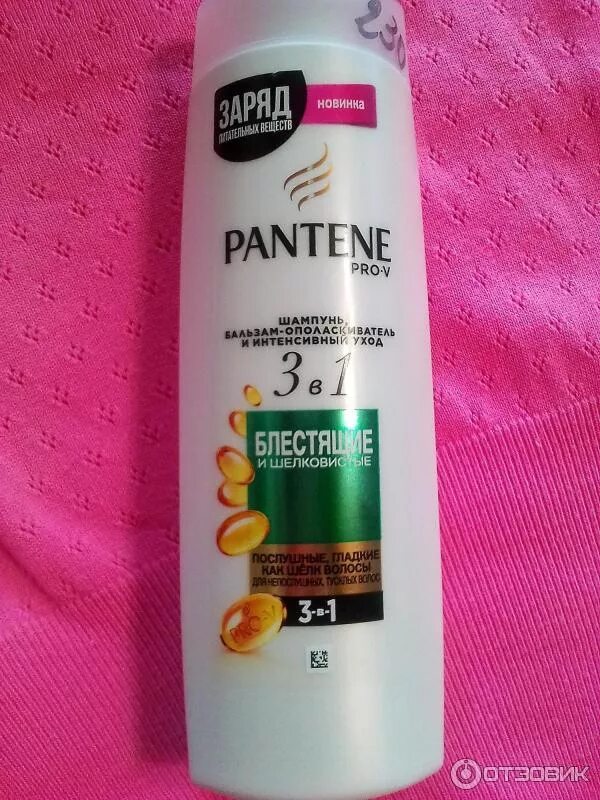 230
ЗАРЯД
ПИТАТЕЛЬНЫХ ВЕЩЕСТВ
НОВИНКА
PANTENE
PRO-V
ШАМПУНЬ,
БАЛЬЗАМ-ОПОЛАСКИВАТЕЛЬ
И ИНТЕНСИВНЫЙ УХОД
3 в 1
БЛЕСТЯЩИЕ
И ШЕЛКОВИСТЫЕ
ПОСЛУШНЫЕ, ГЛАДКИЕ
КАК ШЁЛК ВОЛОСЫ
ДЛЯ НЕПОСЛУШНЫХ, ТУСКЛЫХ ВОЛОС
3-в-1
PRO-V
ОТЗОВИК